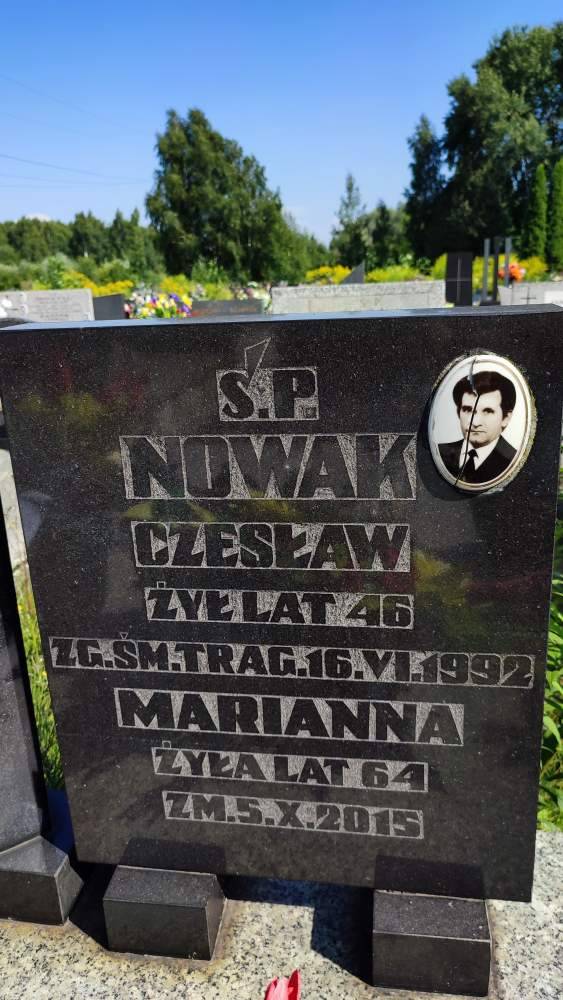 Ś.P.
NOWAK
CZESŁAW
ŻYŁ LAT 46
ZG.ŚM.TRAG.16.VI.1992
MARIANNA
ŻYŁA LAT 64
ZM.5.X.2015